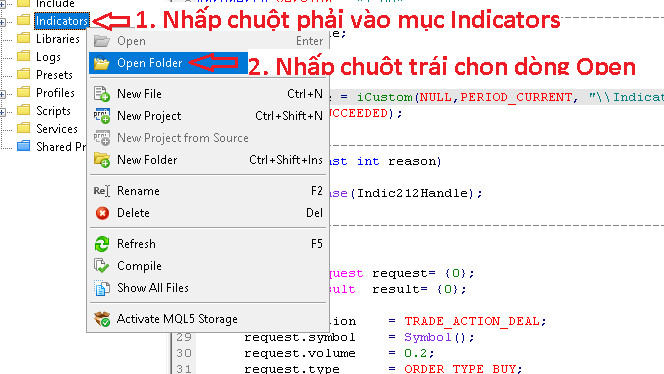 Include
Indicators
1. Nhấp chuột phải vào mục Indicators
Libraries
Logs
Presets
Profiles
Scripts
Services
Shared Pr
Open Enter
Open Folder
2. Nhấp chuột trái chọn dòng Open
New File Ctrl+N
New Project Ctrl+Shift+N
New Project from Source
New Folder Ctrl+Shift+Ins
Rename F2
Delete Del
Refresh F5
Compile
Show All Files
Activate MQL5 Storage
e;
e = iCustom(NULL,PERIOD_CURRENT, "\\Indicat
UCCEEDED);
nst int reason)
ase(Indic212Handle);
quest request= {0};
sult result= {0};
ion = TRADE_ACTION_DEAL;
29 request.symbol = Symbol();
30 request.volume = 0.2;
31 request.type = ORDER_TYPE_BUY;